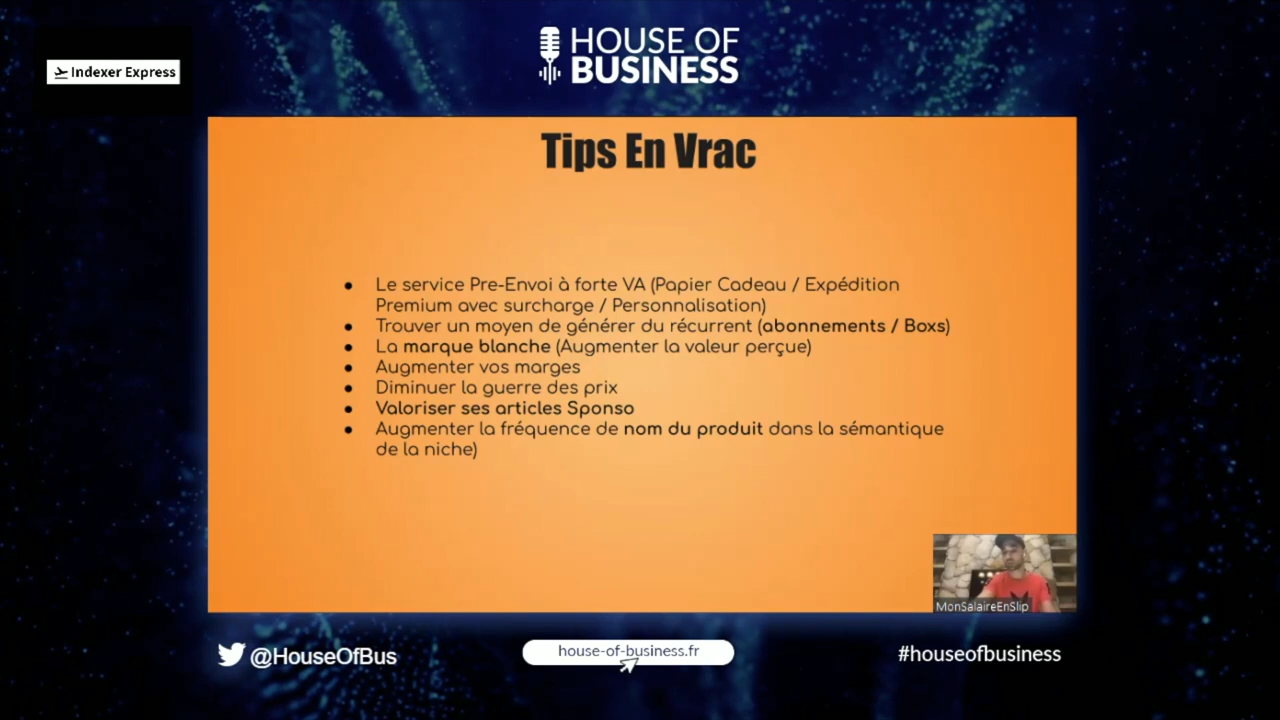 Indexer Express
HOUSE OF
BUSINESS
Tips En Vrac
● Le service Pre-Envoi à forte VA (Papier Cadeau / Expédition
Premium avec surcharge / Personnalisation)
● Trouver un moyen de générer du récurrent (abonnements / Boxs)
● La marque blanche (Augmenter la valeur perçue)
● Augmenter vos marges
● Diminuer la guerre des prix
● Valoriser ses articles Sponso
● Augmenter la fréquence de nom du produit dans la sémantique
de la niche)
MonSalaireEnSlip
@HouseOfBus
house-of-business.fr
#houseofbusiness